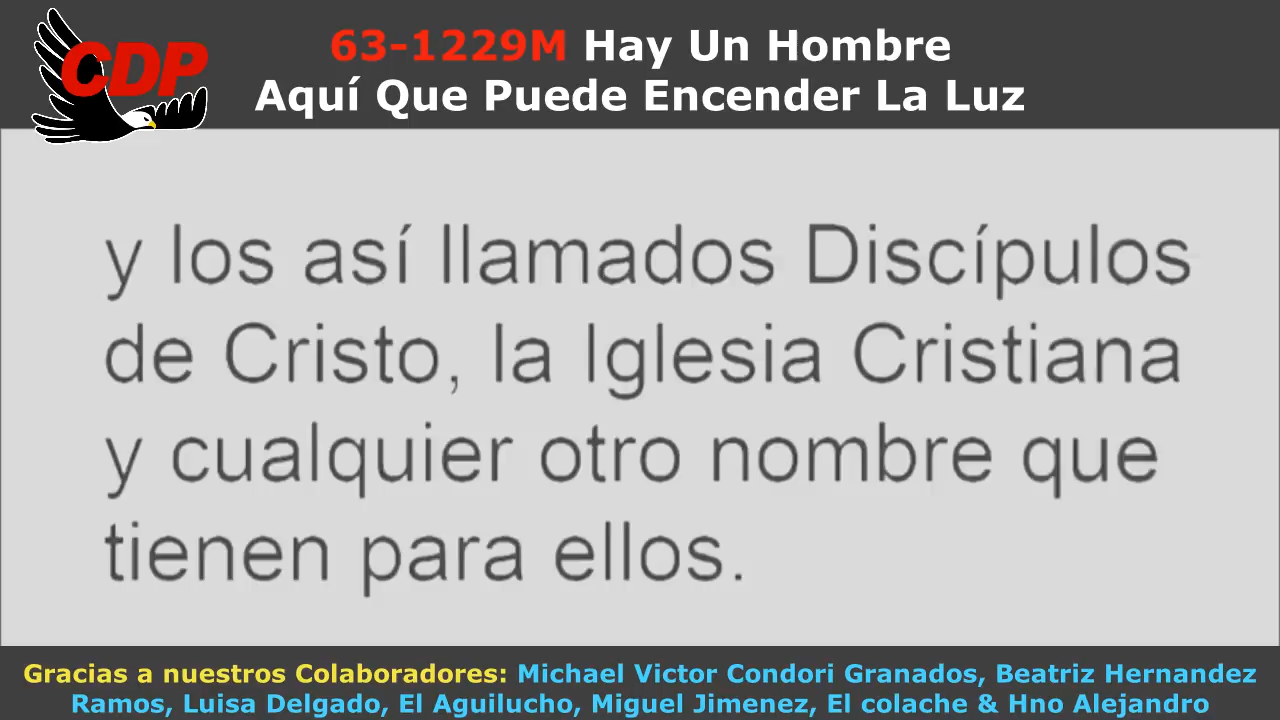 CDP
63-1229M Hay Un Hombre
Aquí Que Puede Encender La Luz
y los así llamados Discípulos
de Cristo, la Iglesia Cristiana
y cualquier otro nombre que
tienen para ellos.
Gracias a nuestros Colaboradores: Michael Victor Condori Granados, Beatriz Hernandez
Ramos, Luisa Delgado, El Aguilucho, Miguel Jimenez, El colache & Hno Alejandro